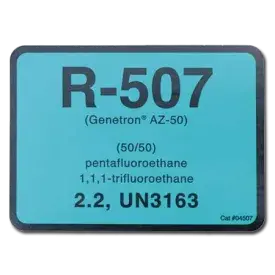 R-507
(Genetron® AZ-50)
(50/50)
pentafluoroethane
1,1,1-trifluoroethane
2.2, UN3163
Cat #04507